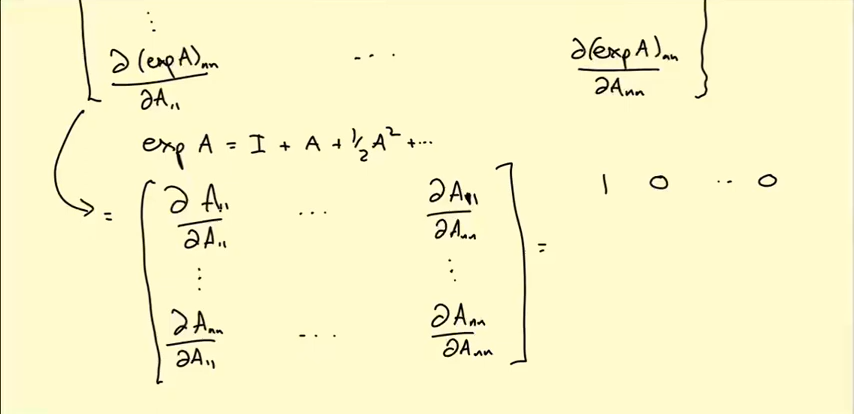 ⋮
∂(exp A)ₙₙ / ∂A₁₁ ··· ∂(exp A)ₙₙ / ∂Aₙₙ
exp A = I + A + ½A² + ···
= [ ∂A₁₁ / ∂A₁₁ ··· ∂A₁₁ / ∂Aₙₙ ] = 1 0 ·· 0
⋮ ⋮
∂Aₙₙ / ∂A₁₁ ··· ∂Aₙₙ / ∂Aₙₙ